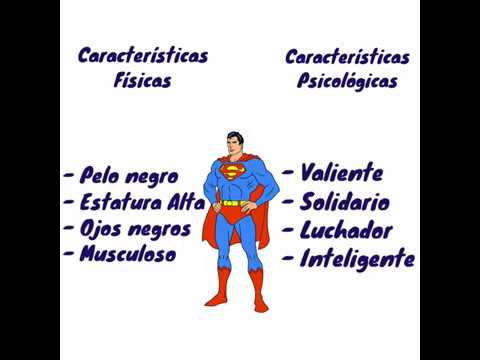 Características
Físicas
- Pelo negro
- Estatura Alta
- Ojos negros
- Musculoso
Características
Psicológicas
- Valiente
- Solidario
- Luchador
- Inteligente